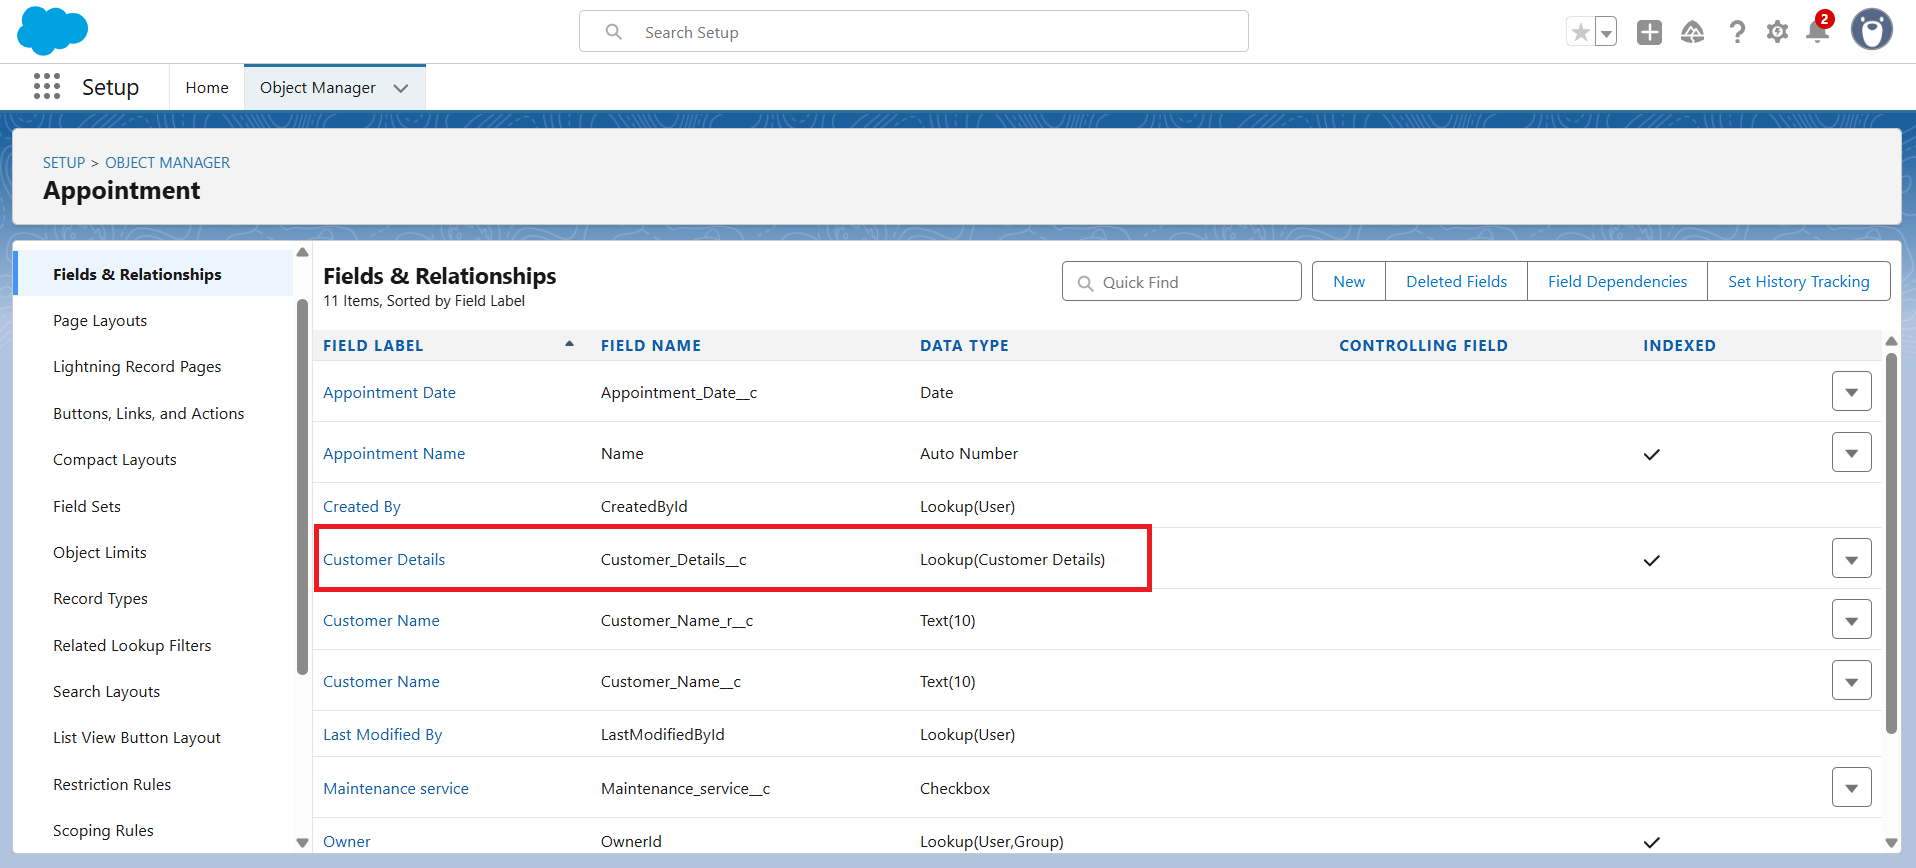 Search Setup
2
Setup
Home
Object Manager
SETUP > OBJECT MANAGER
Appointment
Fields & Relationships
Page Layouts
Lightning Record Pages
Buttons, Links, and Actions
Compact Layouts
Field Sets
Object Limits
Record Types
Related Lookup Filters
Search Layouts
List View Button Layout
Restriction Rules
Scoping Rules
Fields & Relationships
11 Items, Sorted by Field Label
Quick Find
New
Deleted Fields
Field Dependencies
Set History Tracking
FIELD LABEL FIELD NAME DATA TYPE CONTROLLING FIELD INDEXED
Appointment Date Appointment_Date__c Date
Appointment Name Name Auto Number
Created By CreatedById Lookup(User)
Customer Details Customer_Details__c Lookup(Customer Details)
Customer Name Customer_Name_r__c Text(10)
Customer Name Customer_Name__c Text(10)
Last Modified By LastModifiedById Lookup(User)
Maintenance service Maintenance_service__c Checkbox
Owner OwnerId Lookup(User,Group)